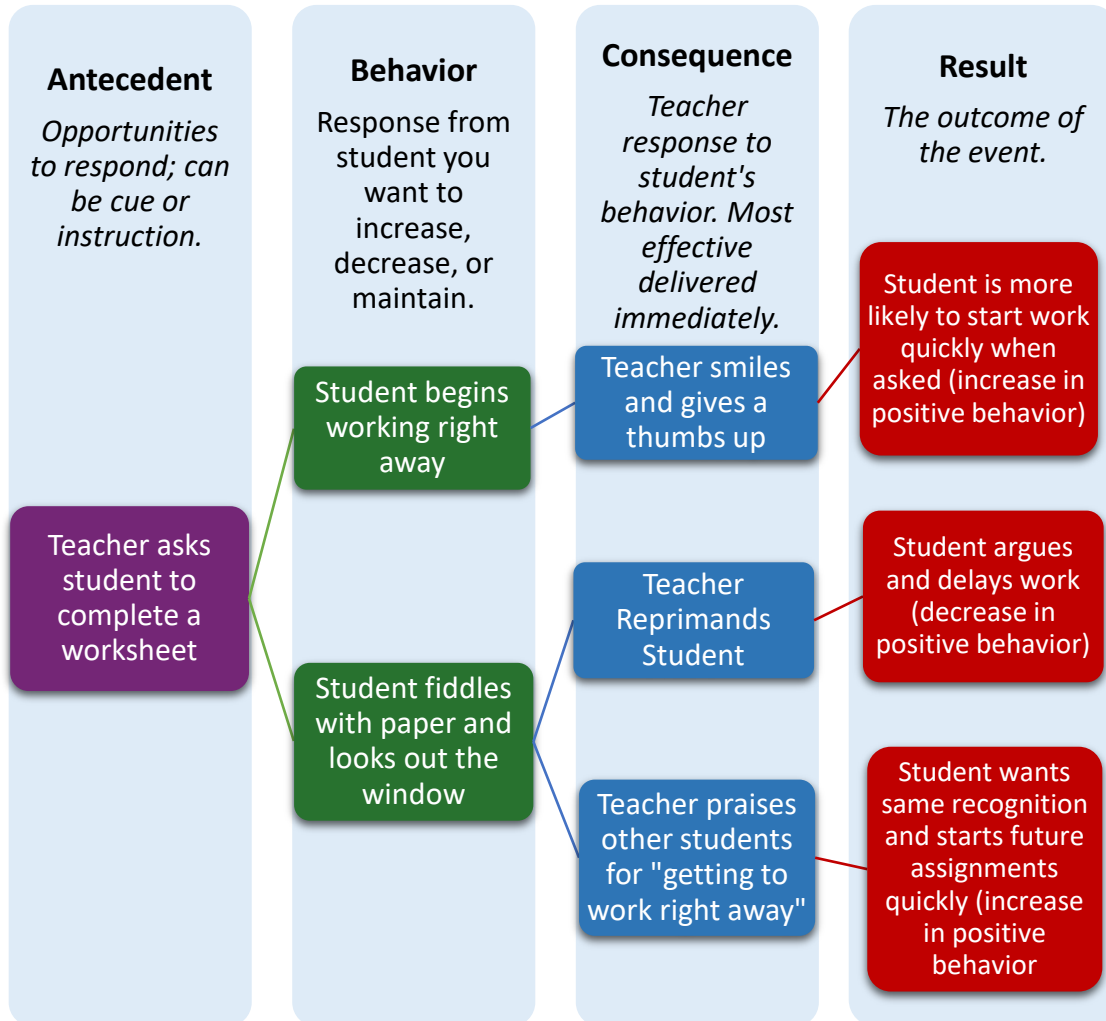 Antecedent
Opportunities
to respond; can
be cue or
instruction.
Behavior
Response from
student you
want to
increase,
decrease, or
maintain.
Consequence
Teacher
response to
student's
behavior. Most
effective
delivered
immediately.
Result
The outcome of
the event.
Teacher asks
student to
complete a
worksheet
Student begins
working right
away
Student fiddles
with paper and
looks out the
window
Teacher smiles
and gives a
thumbs up
Teacher
Reprimands
Student
Teacher praises
other students
for "getting to
work right away"
Student is more
likely to start work
quickly when
asked (increase in
positive behavior)
Student argues
and delays work
(decrease in
positive behavior)
Student wants
same recognition
and starts future
assignments
quickly (increase
in positive
behavior